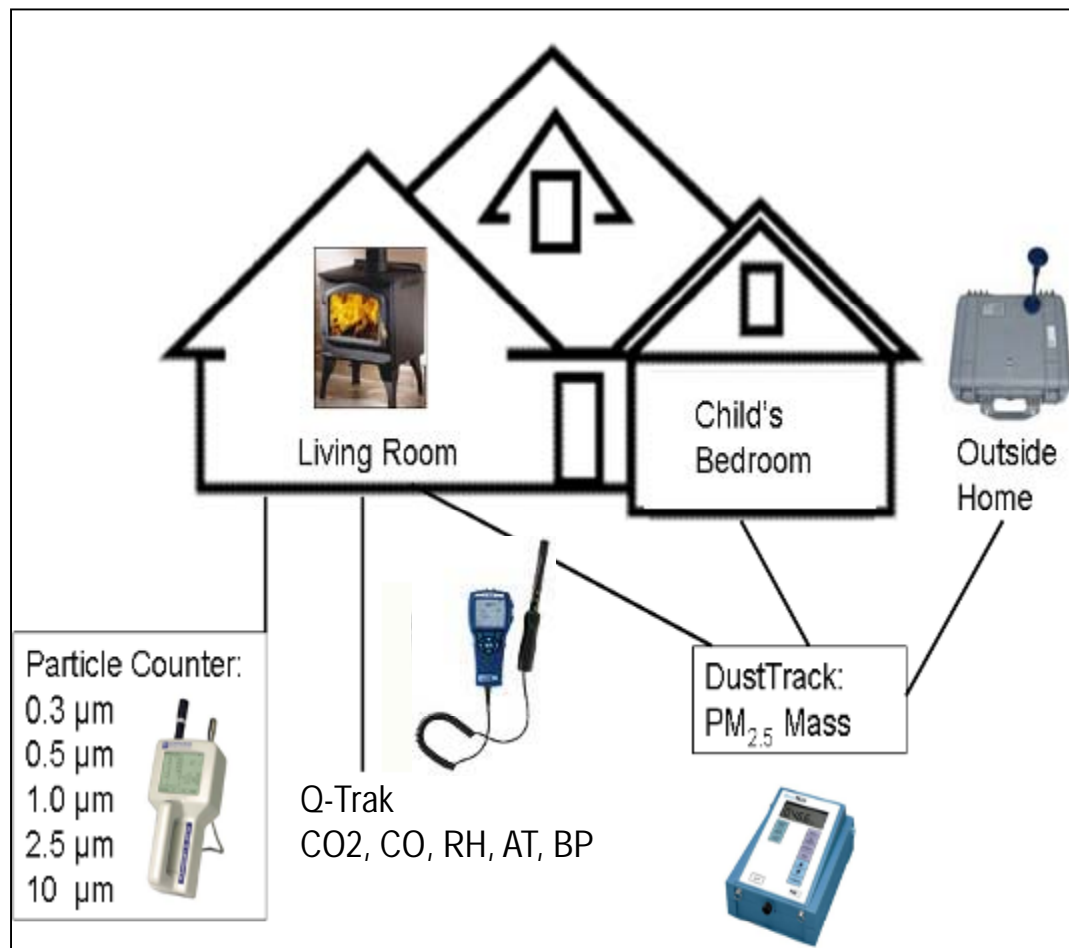 Living Room
Child's
Bedroom
Outside
Home
Particle Counter:
0.3 µm
0.5 µm
1.0 µm
2.5 µm
10 µm
Q-Trak
CO2, CO, RH, AT, BP
DustTrack:
PM2.5 Mass